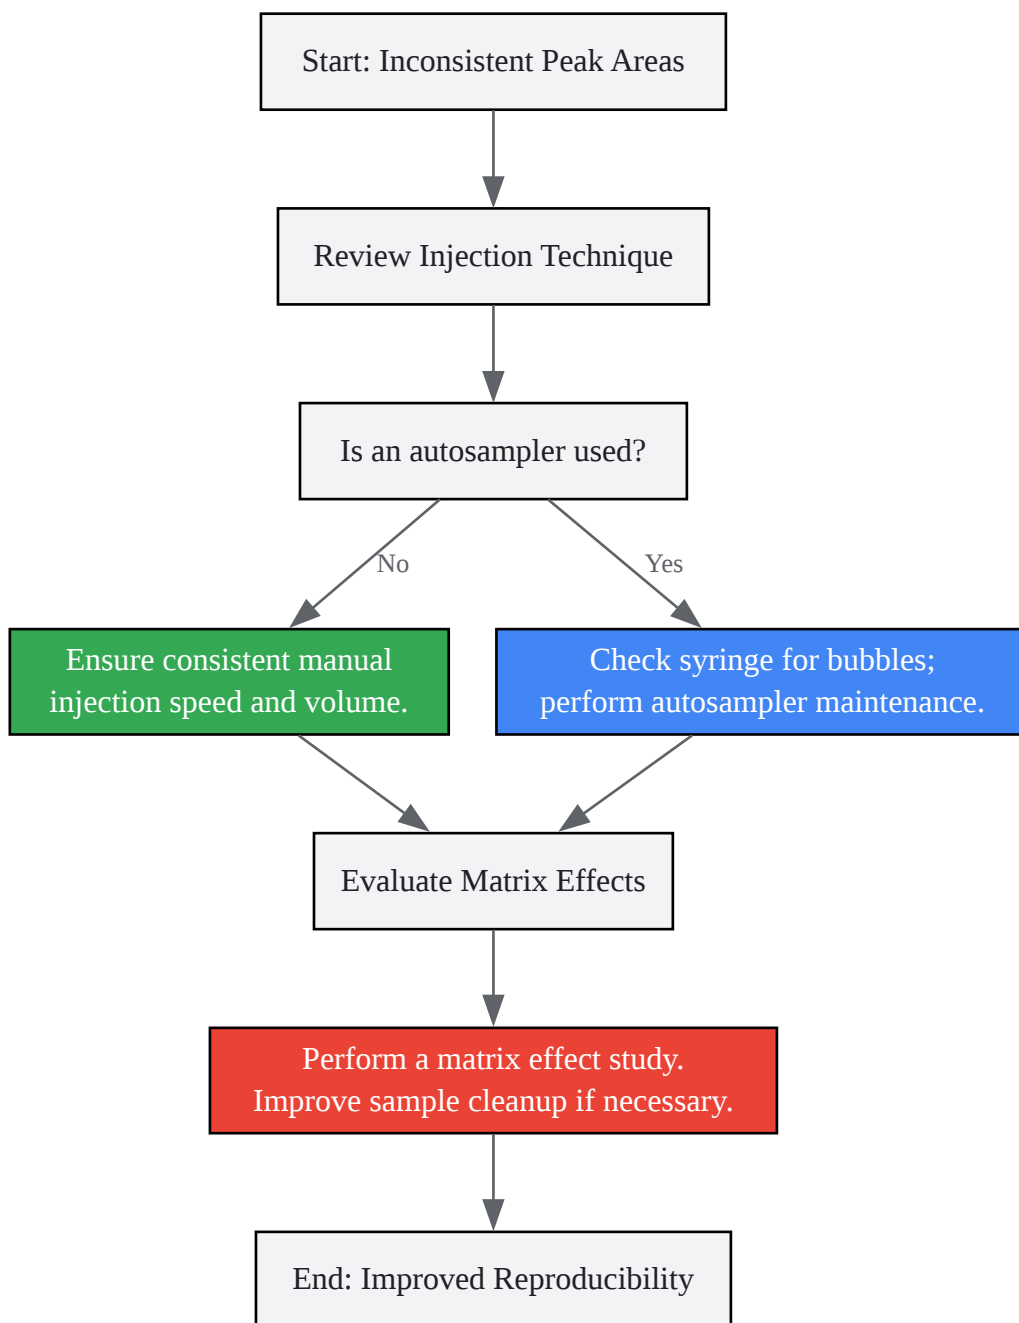 Start: Inconsistent Peak Areas
Review Injection Technique
Is an autosampler used?
No
Yes
Ensure consistent manual
injection speed and volume.
Check syringe for bubbles;
perform autosampler maintenance.
Evaluate Matrix Effects
Perform a matrix effect study.
Improve sample cleanup if necessary.
End: Improved Reproducibility